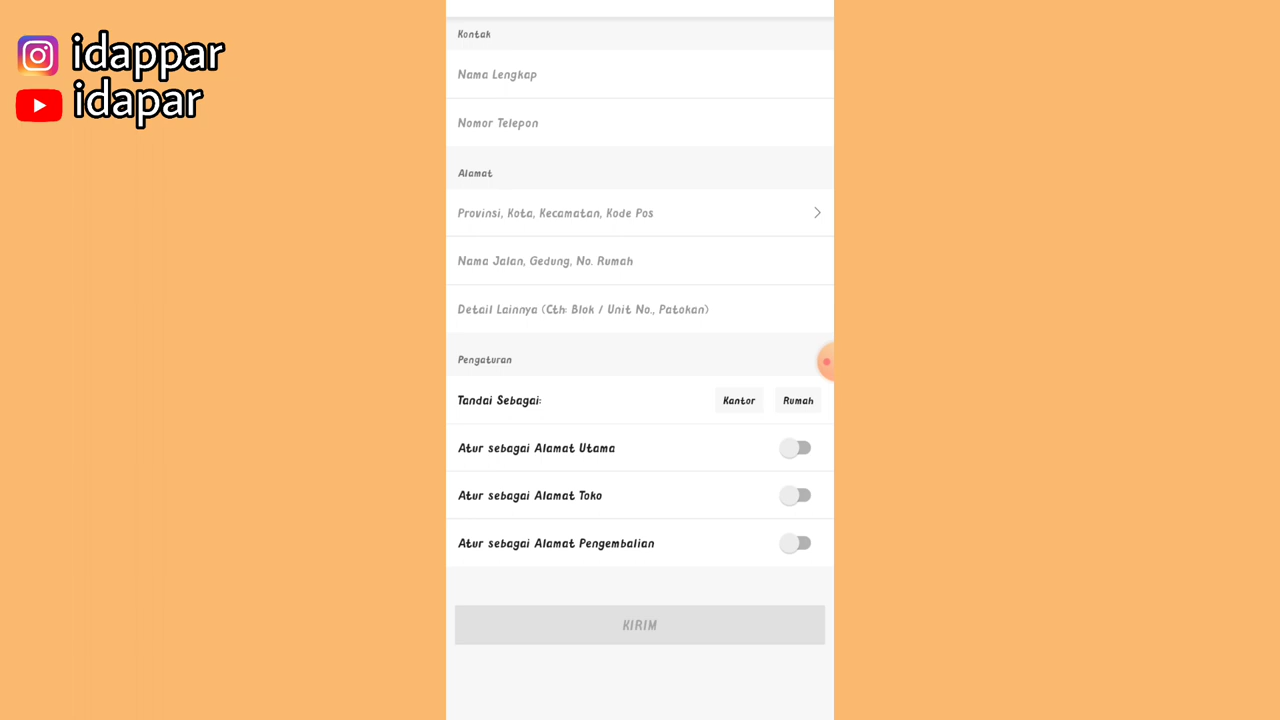 idappar
idapar
Kontak
Nama Lengkap
Nomor Telepon
Alamat
Provinsi, Kota, Kecamatan, Kode Pos
Nama Jalan, Gedung, No. Rumah
Detail Lainnya (Cth: Blok / Unit No., Patokan)
Pengaturan
Tandai Sebagai: Kantor Rumah
Atur sebagai Alamat Utama
Atur sebagai Alamat Toko
Atur sebagai Alamat Pengembalian
KIRIM